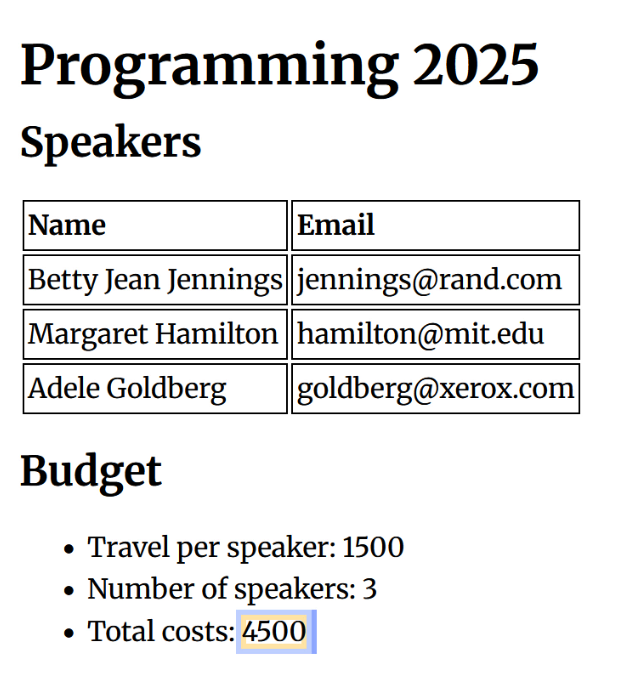 Programming 2025
Speakers
Name Email
Betty Jean Jennings jennings@rand.com
Margaret Hamilton hamilton@mit.edu
Adele Goldberg goldberg@xerox.com
Budget
• Travel per speaker: 1500
• Number of speakers: 3
• Total costs: 4500